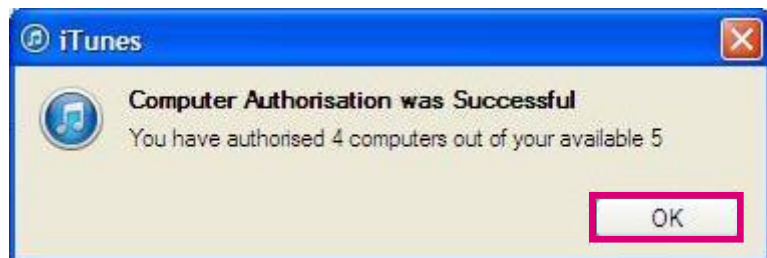 iTunes
Computer Authorisation was Successful
You have authorised 4 computers out of your available 5
OK